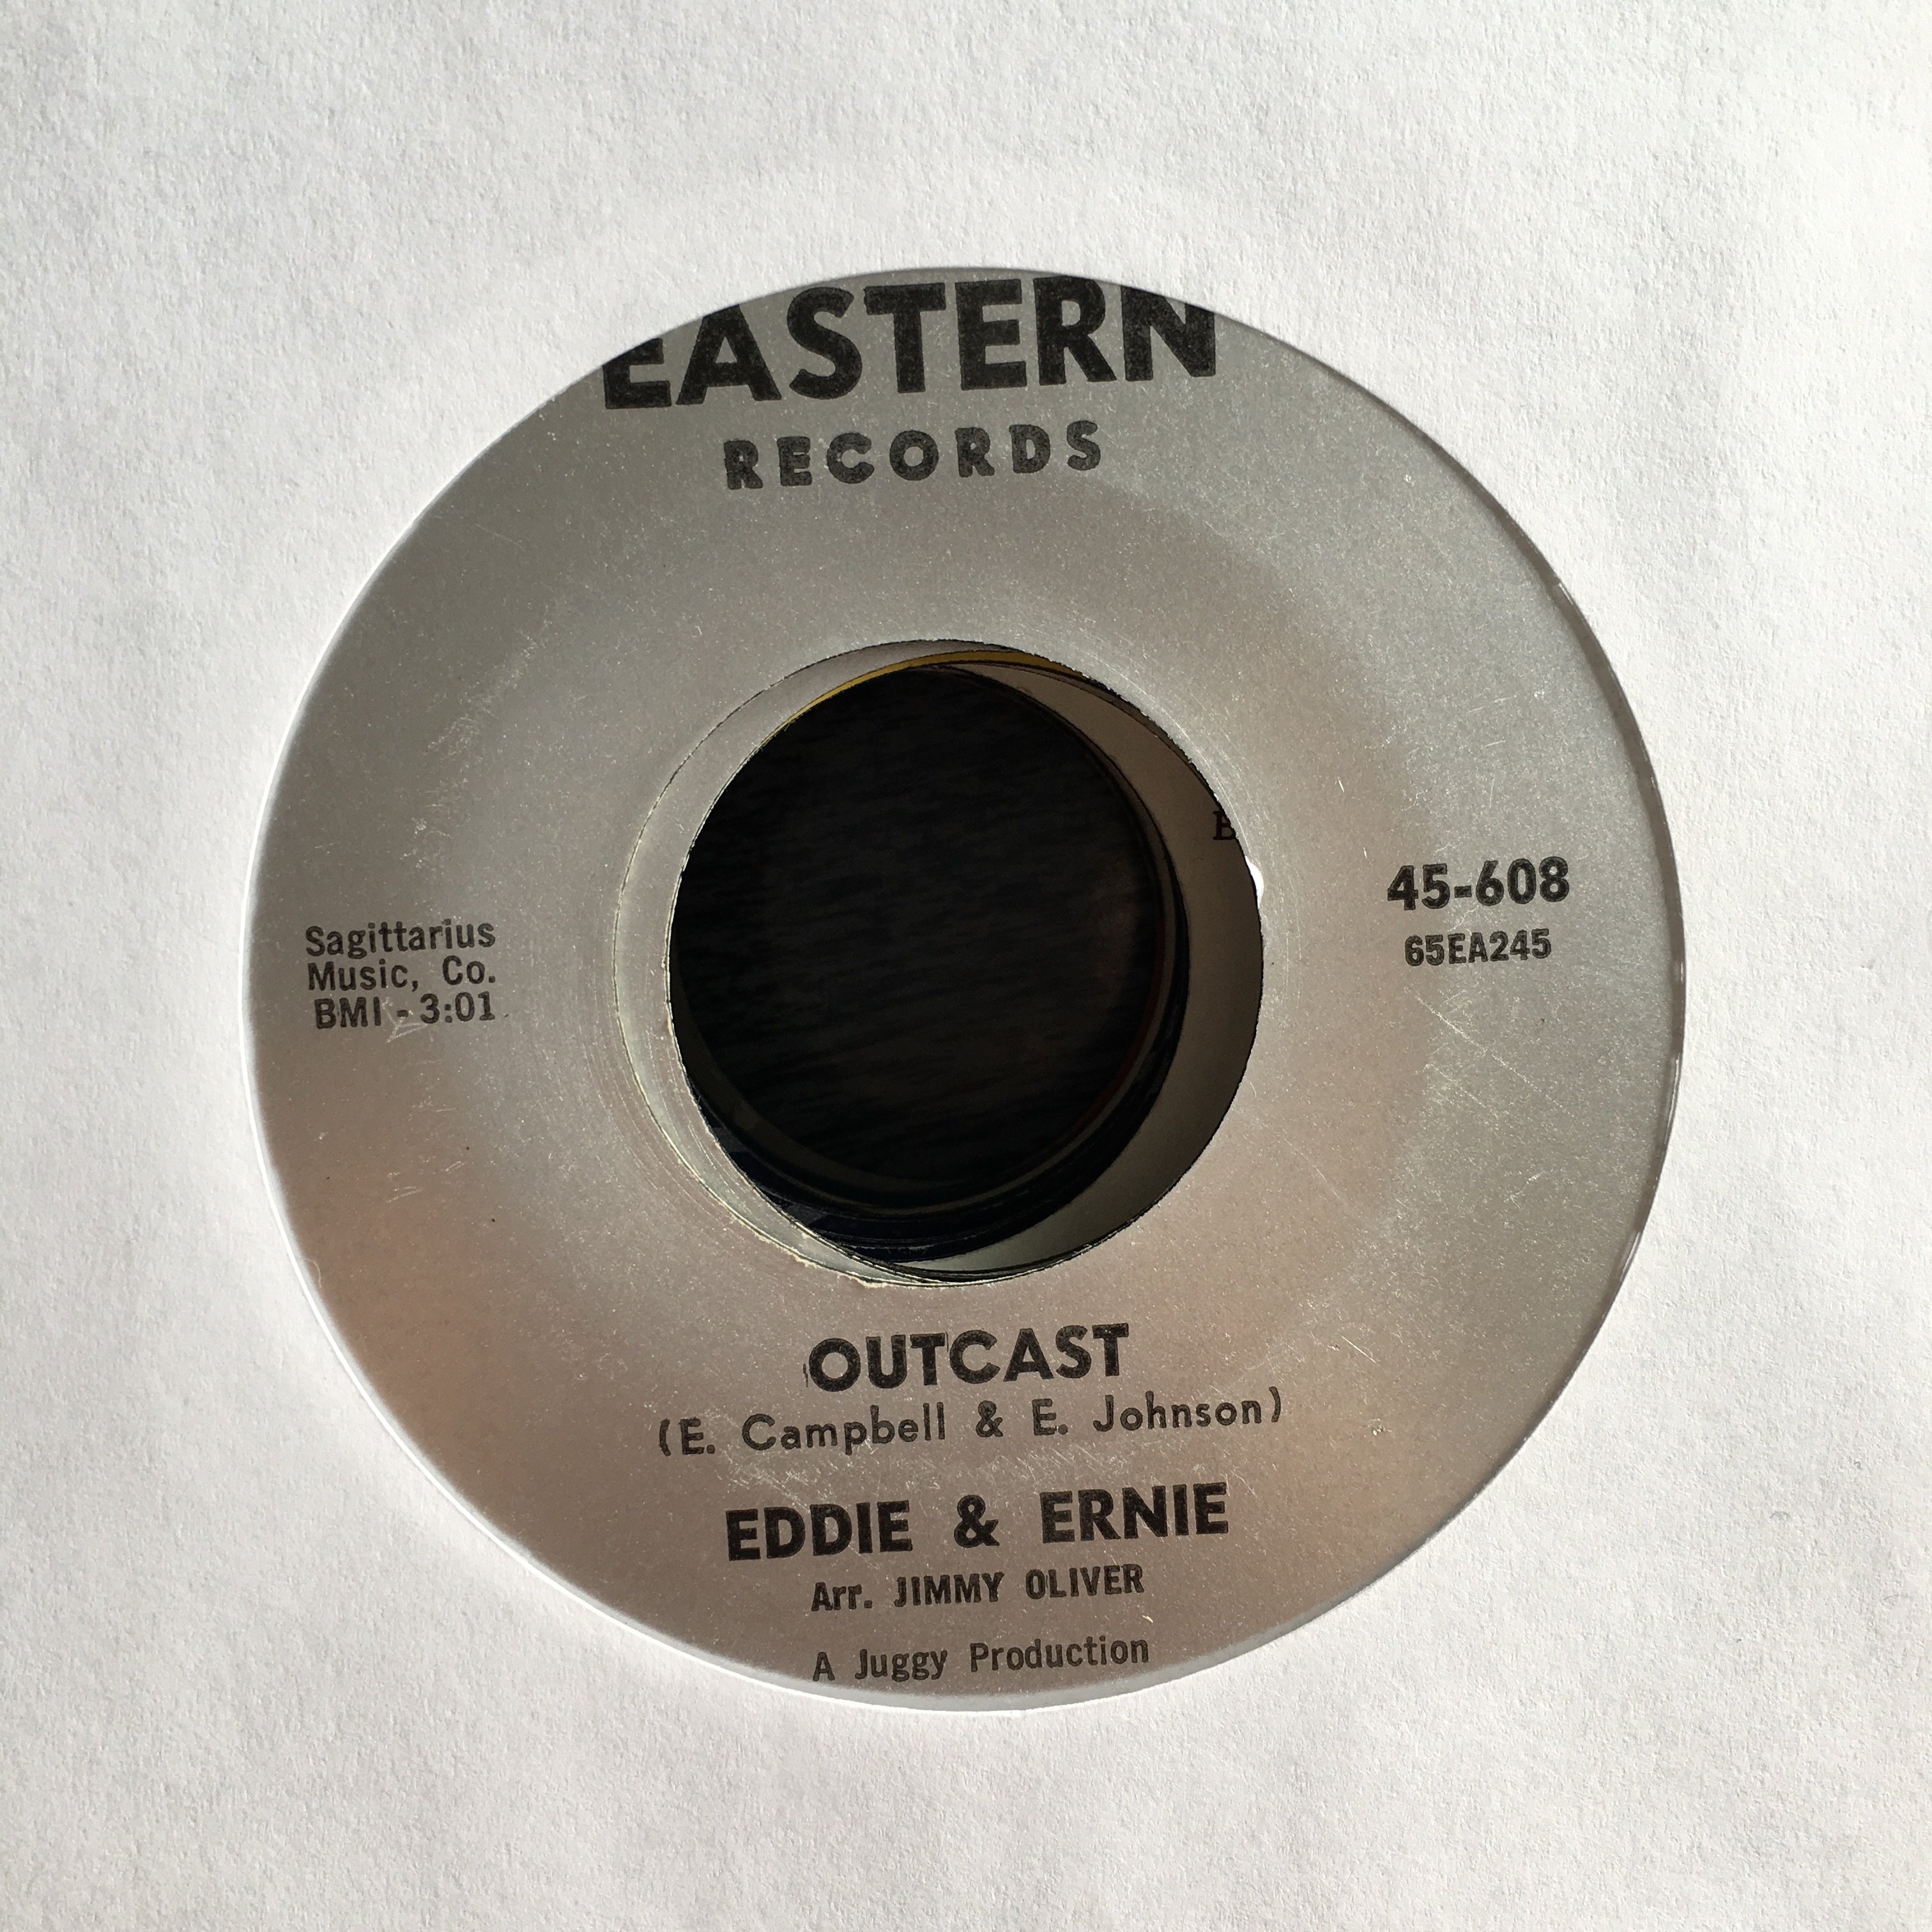 EASTERN
RECORDS
Sagittarius
Music, Co.
BMI - 3:01
45-608
65EA245
OUTCAST
(E. Campbell & E. Johnson)
EDDIE & ERNIE
Arr. JIMMY OLIVER
A Juggy Production